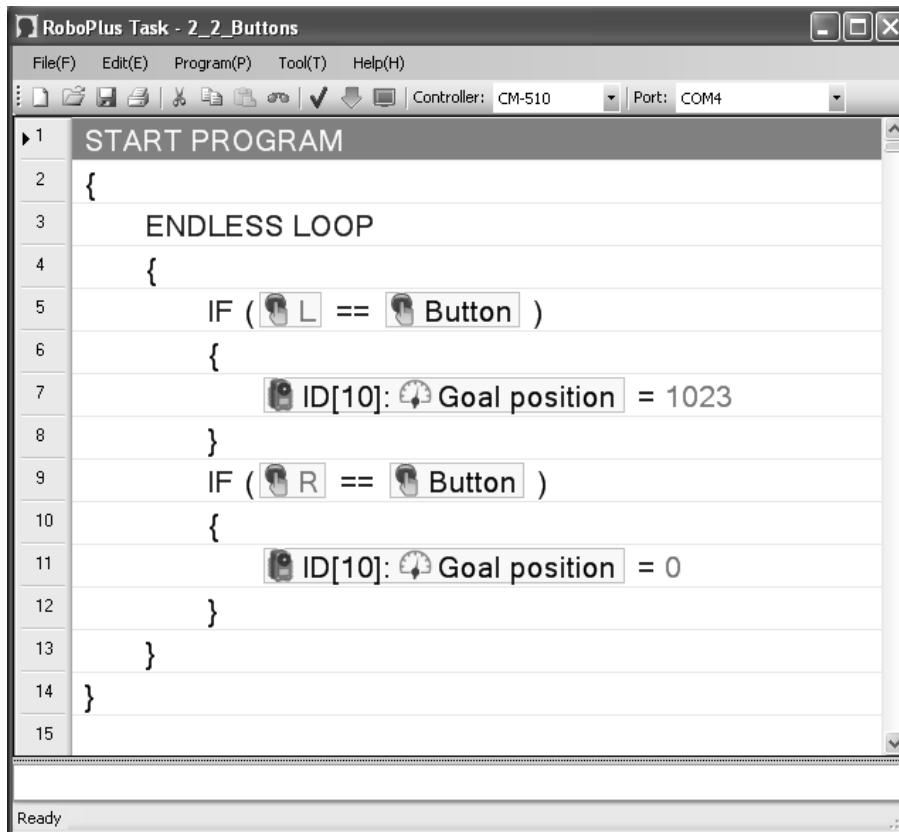 RoboPlus Task - 2_2_Buttons
File(F) Edit(E) Program(P) Tool(T) Help(H)
Controller: CM-510 Port: COM4
1 START PROGRAM
2 {
3 ENDLESS LOOP
4 {
5 IF ( L == Button )
6 {
7 ID[10]: Goal position = 1023
8 }
9 IF ( R == Button )
10 {
11 ID[10]: Goal position = 0
12 }
13 }
14 }
15
Ready